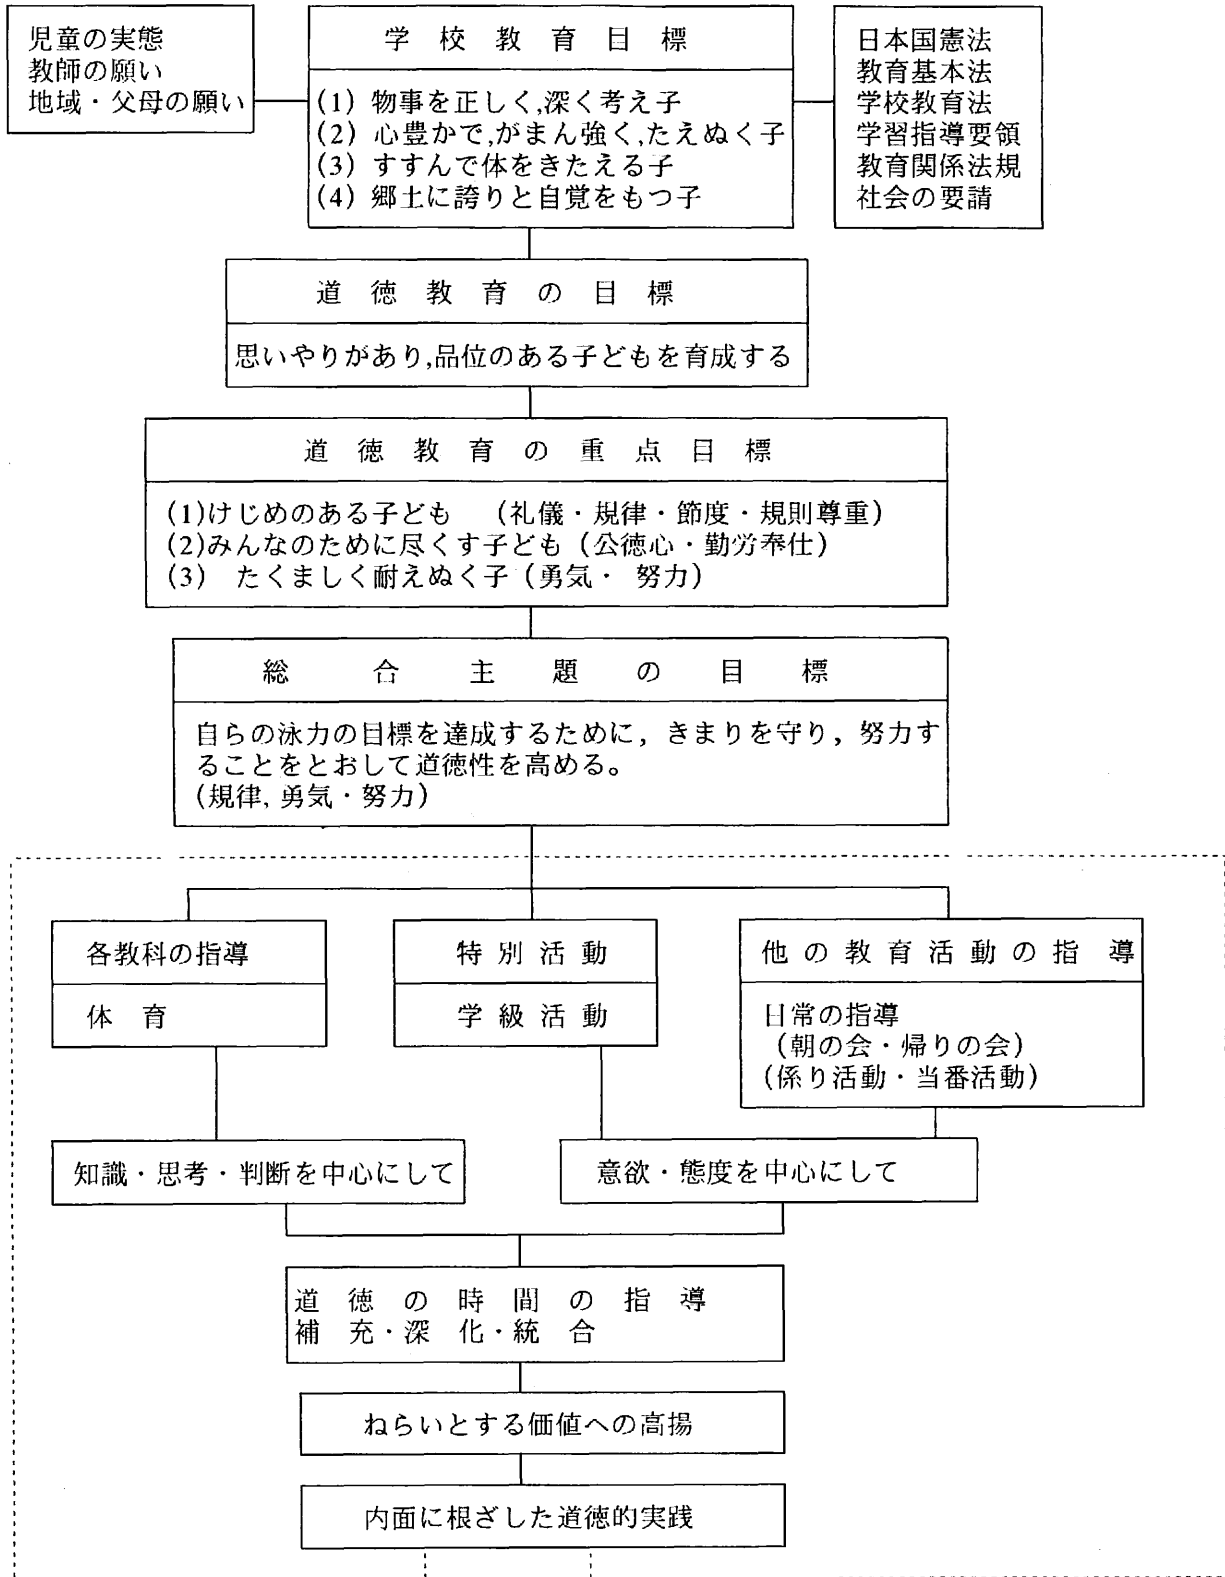 児童の実態
教師の願い
地域・父母の願い
学校教育目標
(1) 物事を正しく,深く考え子
(2) 心豊かで,がまん強く,たえぬく子
(3) すすんで体をきたえる子
(4) 郷土に誇りと自覚をもつ子
日本国憲法
教育基本法
学校教育法
学習指導要領
教育関係法規
社会の要請
道徳教育の目標
思いやりがあり,品位のある子どもを育成する
道徳教育の重点目標
(1)けじめのある子ども (礼儀・規律・節度・規則尊重)
(2)みんなのために尽くす子ども (公徳心・勤労奉仕)
(3) たくましく耐えぬく子 (勇気・ 努力)
総合主題の目標
自らの泳力の目標を達成するために, きまりを守り, 努力す
ることをとおして道徳性を高める。
(規律, 勇気・努力)
各教科の指導
体 育
特別活動
学級活動
他の教育活動の指導
日常の指導
(朝の会・帰りの会)
(係り活動・当番活動)
知識・思考・判断を中心にして
意欲・態度を中心にして
道徳の時間の指導
補充・深化・統合
ねらいとする価値への高揚
内面に根ざした道徳的実践